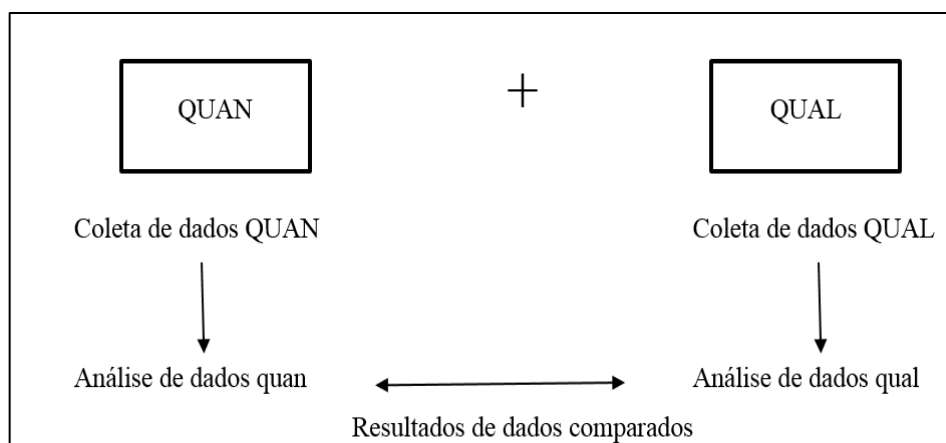 QUAN + QUAL
Coleta de dados QUAN
Coleta de dados QUAL
Análise de dados quan
Análise de dados qual
Resultados de dados comparados